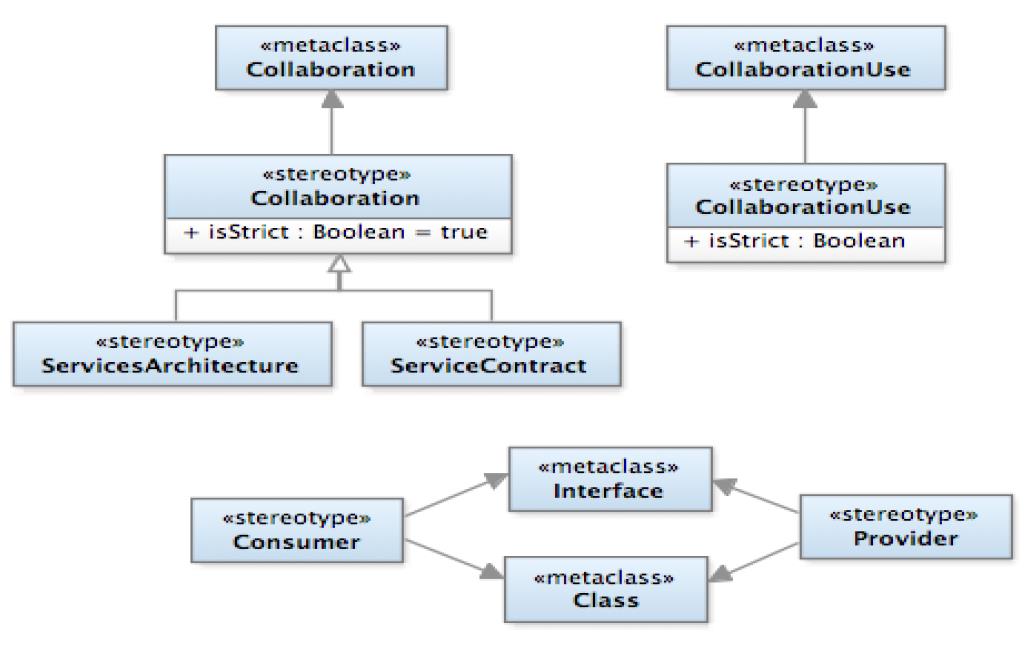 «metaclass»
Collaboration
«metaclass»
CollaborationUse
«stereotype»
Collaboration
+ isStrict : Boolean = true
«stereotype»
CollaborationUse
+ isStrict : Boolean
«stereotype»
ServicesArchitecture
«stereotype»
ServiceContract
«metaclass»
Interface
«stereotype»
Consumer
«stereotype»
Provider
«metaclass»
Class